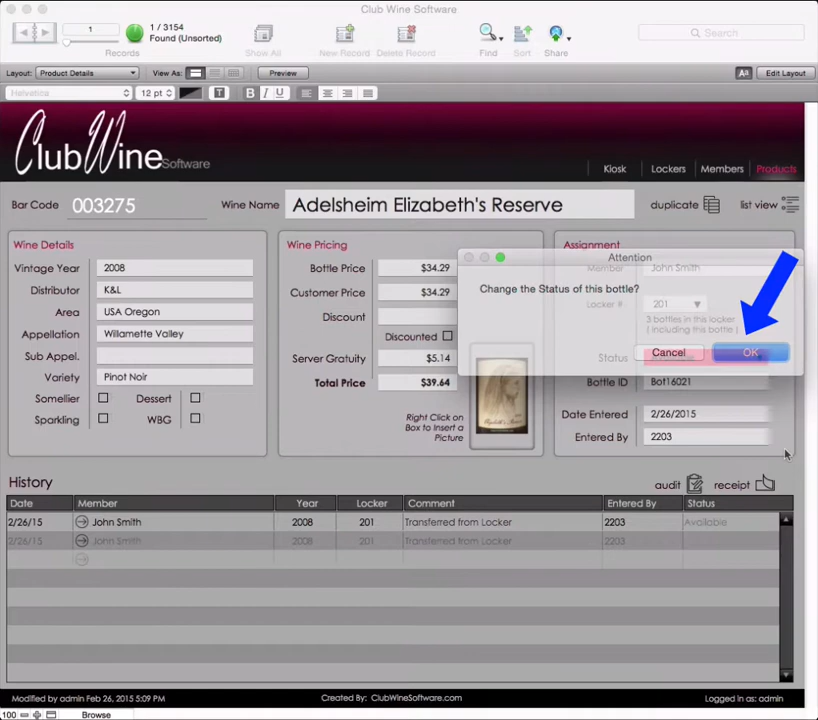 Club Wine Software
1
1 / 3154
Found (Unsorted)
Records
Show All
New Record
Delete Record
Find
Sort
Share
Search
Layout:
Product Details
View As:
Preview
Aa
Edit Layout
Helvetica
12 pt
T
B
I
U
Club Wine Software
Kiosk
Lockers
Members
Products
Bar Code
003275
Wine Name
Adelsheim Elizabeth's Reserve
duplicate
list view
Wine Details
Vintage Year
2008
Distributor
K&L
Area
USA Oregon
Appellation
Willamette Valley
Sub Appel.
Variety
Pinot Noir
Somellier
Dessert
Sparkling
WBG
Wine Pricing
Bottle Price
$34.29
Customer Price
$34.29
Discount
Discounted
Server Gratuity
$5.14
Total Price
$39.64
Right Click on
Box to Insert a
Picture
Assignment
Attention
Member
John Smith
Change the Status of this bottle?
Locker #
201
3 bottles in this locker
( including this bottle )
Status
Cancel
OK
Bottle ID
Bot16021
Date Entered
2/26/2015
Entered By
2203
History
audit
receipt
Date
Member
Year
Locker
Comment
Entered By
Status
2/26/15
John Smith
2008
201
Transferred from Locker
2203
Available
2/26/15
John Smith
2008
201
Transferred from Locker
2203
Modified by admin Feb 26, 2015 5:09 PM
Created By: ClubWineSoftware.com
Logged in as: admin
100
Browse